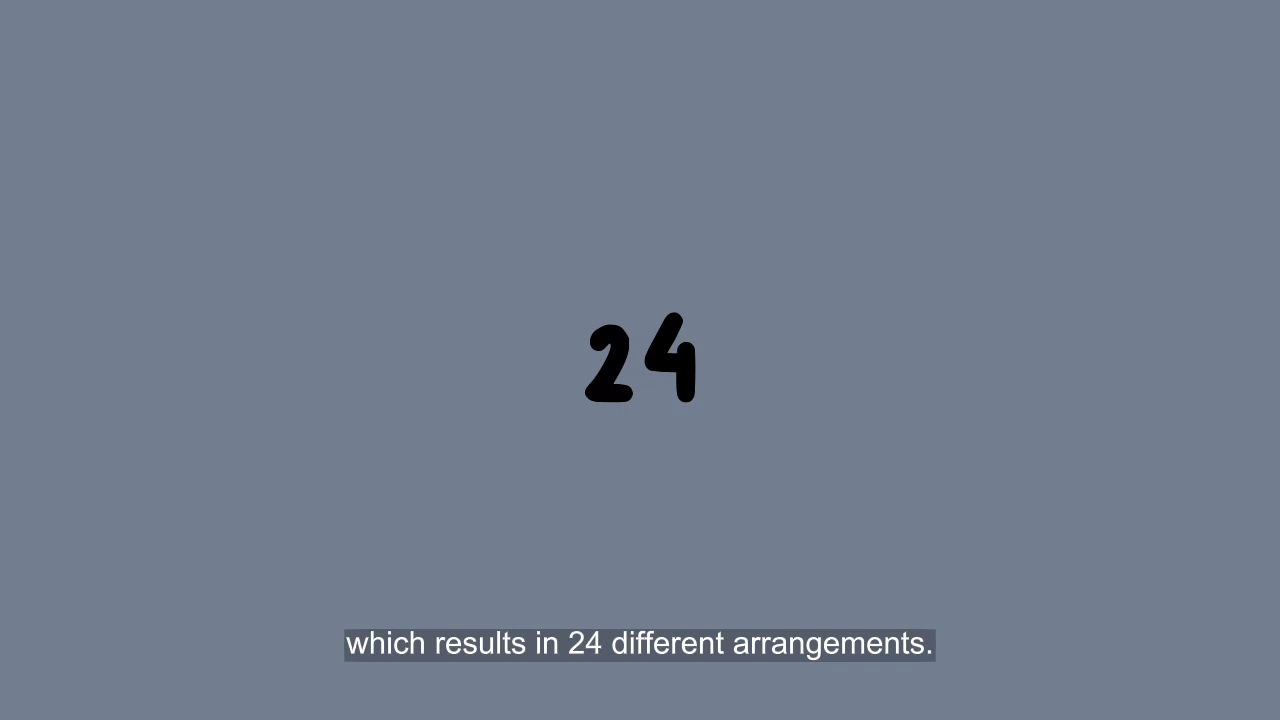 24
which results in 24 different arrangements.